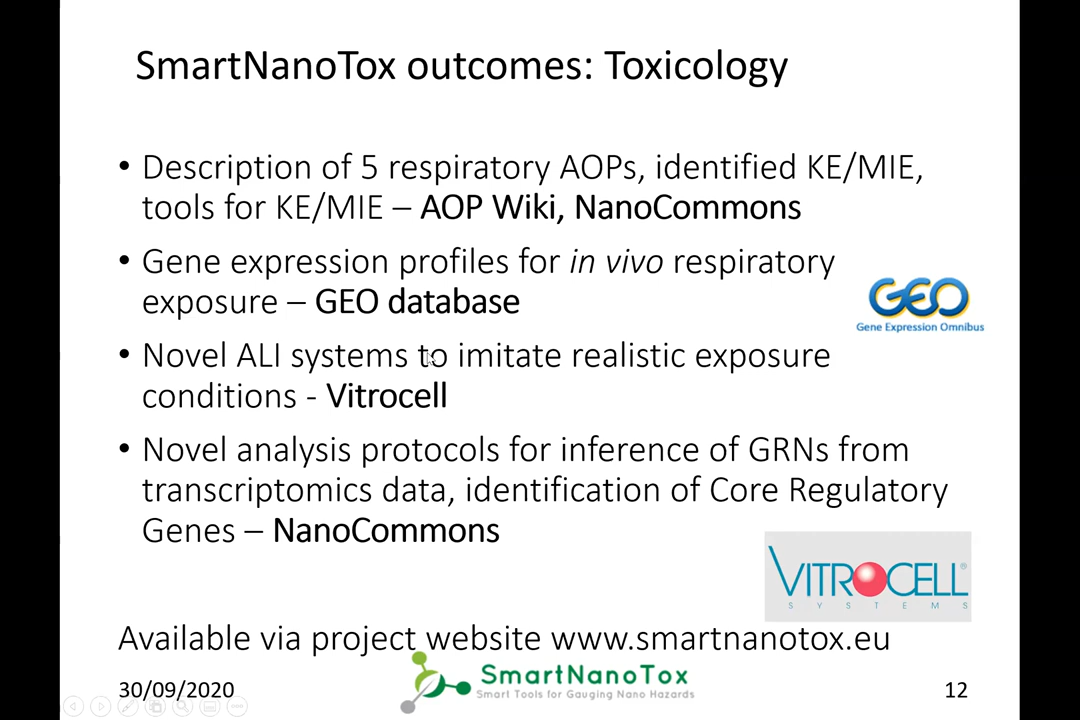 SmartNanoTox outcomes: Toxicology
• Description of 5 respiratory AOPs, identified KE/MIE,
tools for KE/MIE – AOP Wiki, NanoCommons
• Gene expression profiles for in vivo respiratory
exposure – GEO database
GEO
Gene Expression Omnibus
• Novel ALI systems to imitate realistic exposure
conditions - Vitrocell
• Novel analysis protocols for inference of GRNs from
transcriptomics data, identification of Core Regulatory
Genes – NanoCommons
VITROCELL®
SYSTEMS
Available via project website www.smartnanotox.eu
30/09/2020
SmartNanoTox
Smart Tools for Gauging Nano Hazards
12